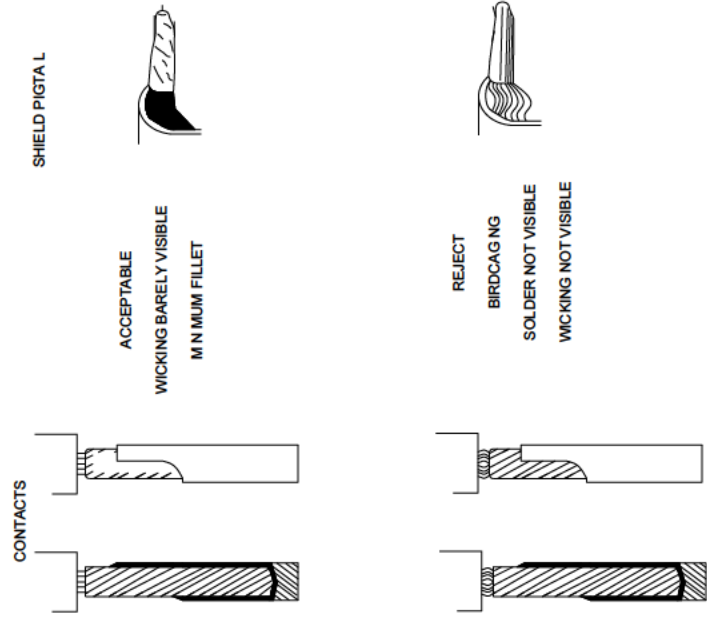 SHIELD PIGTA L
ACCEPTABLE
WICKING BARELY VISIBLE
M N MUM FILLET
REJECT
BIRDCAG NG
SOLDER NOT VISIBLE
WICKING NOT VISIBLE
CONTACTS